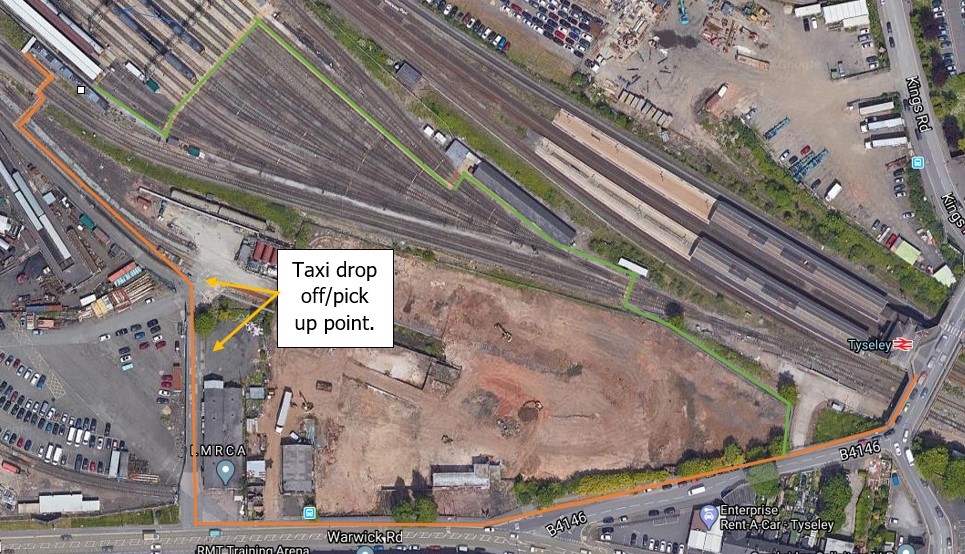 Kings Rd
Kings
Taxi drop
off/pick
up point.
Tyseley
L M R C A
B4146
B4146
Enterprise
Rent-A-Car - Tyseley
Warwick Rd
RMT Training Arena